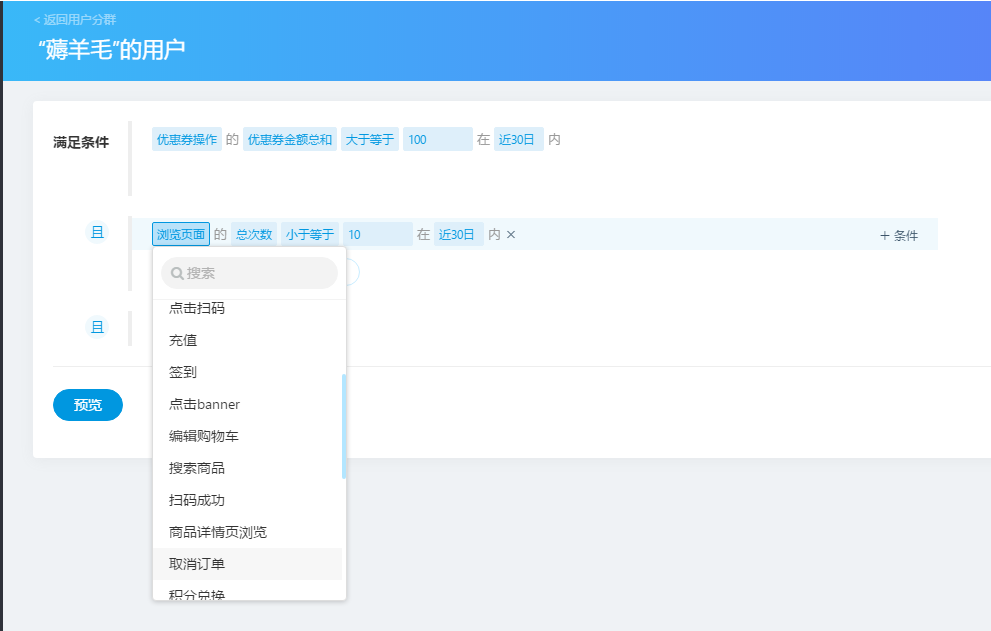 < 返回用户分群
“薅羊毛”的用户
满足条件 优惠券操作 的 优惠券金额总和 大于等于 100 在 近30日 内
且 浏览页面 的 总次数 小于等于 10 在 近30日 内 × + 条件
搜索
点击扫码
且
充值
签到
预览 点击banner
编辑购物车
搜索商品
扫码成功
商品详情页浏览
取消订单
积分兑换